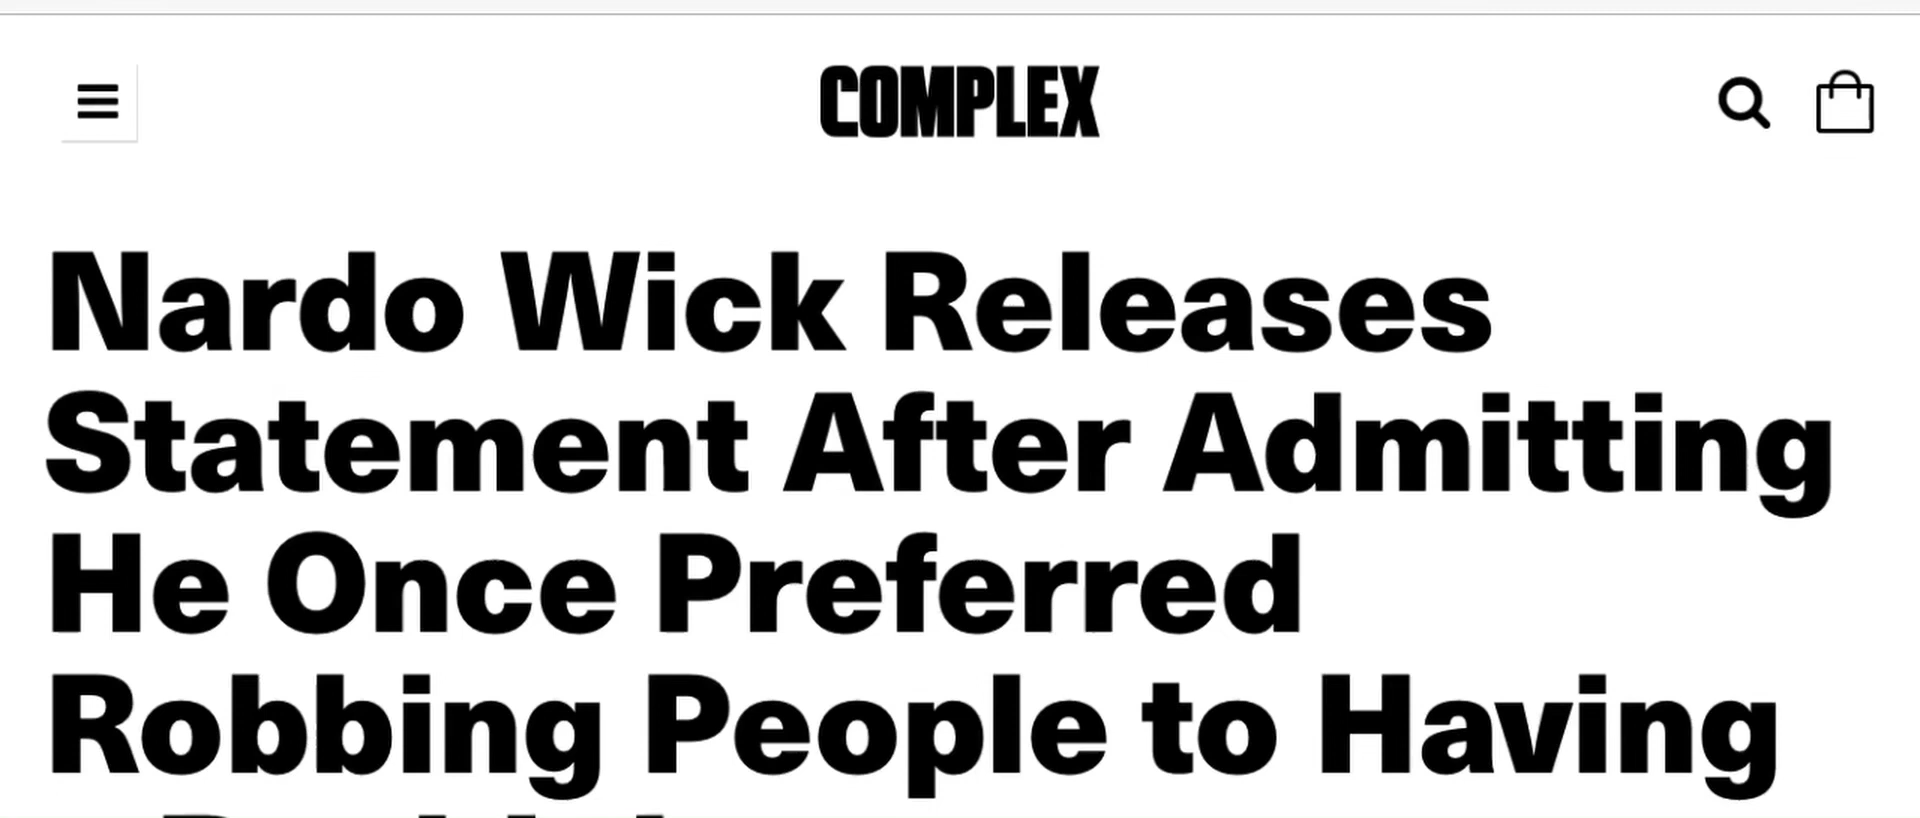 COMPLEX
Nardo Wick Releases
Statement After Admitting
He Once Preferred
Robbing People to Having